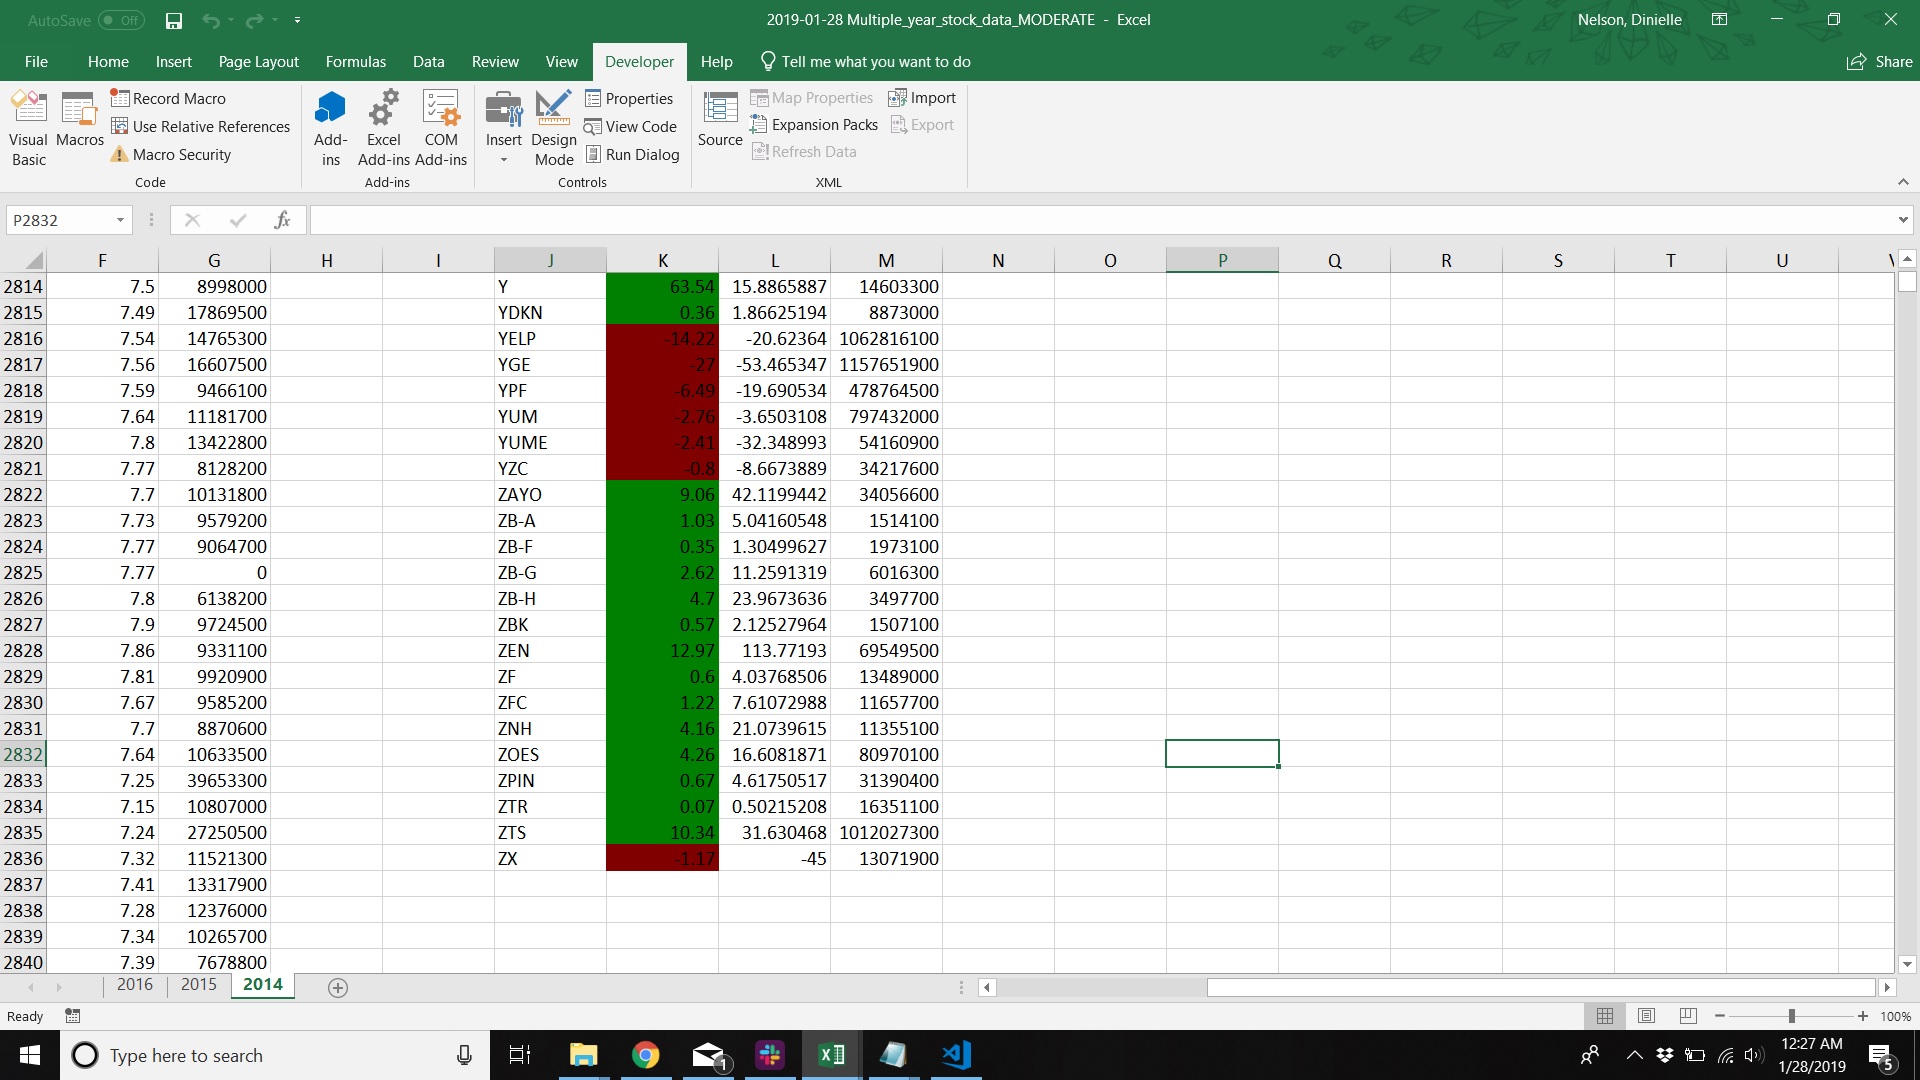 AutoSave Off
2019-01-28 Multiple_year_stock_data_MODERATE - Excel
Nelson, Dinielle
File Home Insert Page Layout Formulas Data Review View Developer Help Tell me what you want to do Share
Visual Basic
Macros
Record Macro
Use Relative References
Macro Security
Code
Add-ins
Excel Add-ins
COM Add-ins
Add-ins
Insert
Design Mode
Properties
View Code
Run Dialog
Controls
Source
Map Properties
Expansion Packs
Refresh Data
Import
Export
XML
P2832 fx
F G H I J K L M N O P Q R S T U
2814 7.5 8998000 Y 63.54 15.8865887 14603300
2815 7.49 17869500 YDKN 0.36 1.86625194 8873000
2816 7.54 14765300 YELP -14.22 -20.62364 1062816100
2817 7.56 16607500 YGE -27 -53.465347 1157651900
2818 7.59 9466100 YPF -6.49 -19.690534 478764500
2819 7.64 11181700 YUM -2.76 -3.6503108 797432000
2820 7.8 13422800 YUME -2.41 -32.348993 54160900
2821 7.77 8128200 YZC -0.8 -8.6673889 34217600
2822 7.7 10131800 ZAYO 9.06 42.1199442 34056600
2823 7.73 9579200 ZB-A 1.03 5.04160548 1514100
2824 7.77 9064700 ZB-F 0.35 1.30499627 1973100
2825 7.77 0 ZB-G 2.62 11.2591319 6016300
2826 7.8 6138200 ZB-H 4.7 23.9673636 3497700
2827 7.9 9724500 ZBK 0.57 2.12527964 1507100
2828 7.86 9331100 ZEN 12.97 113.77193 69549500
2829 7.81 9920900 ZF 0.6 4.03768506 13489000
2830 7.67 9585200 ZFC 1.22 7.61072988 11657700
2831 7.7 8870600 ZNH 4.16 21.0739615 11355100
2832 7.64 10633500 ZOES 4.26 16.6081871 80970100
2833 7.25 39653300 ZPIN 0.67 4.61750517 31390400
2834 7.15 10807000 ZTR 0.07 0.50215208 16351100
2835 7.24 27250500 ZTS 10.34 31.630468 1012027300
2836 7.32 11521300 ZX -1.17 -45 13071900
2837 7.41 13317900
2838 7.28 12376000
2839 7.34 10265700
2840 7.39 7678800
2016 2015 2014
Ready 100%
Type here to search
1
12:27 AM
1/28/2019
5